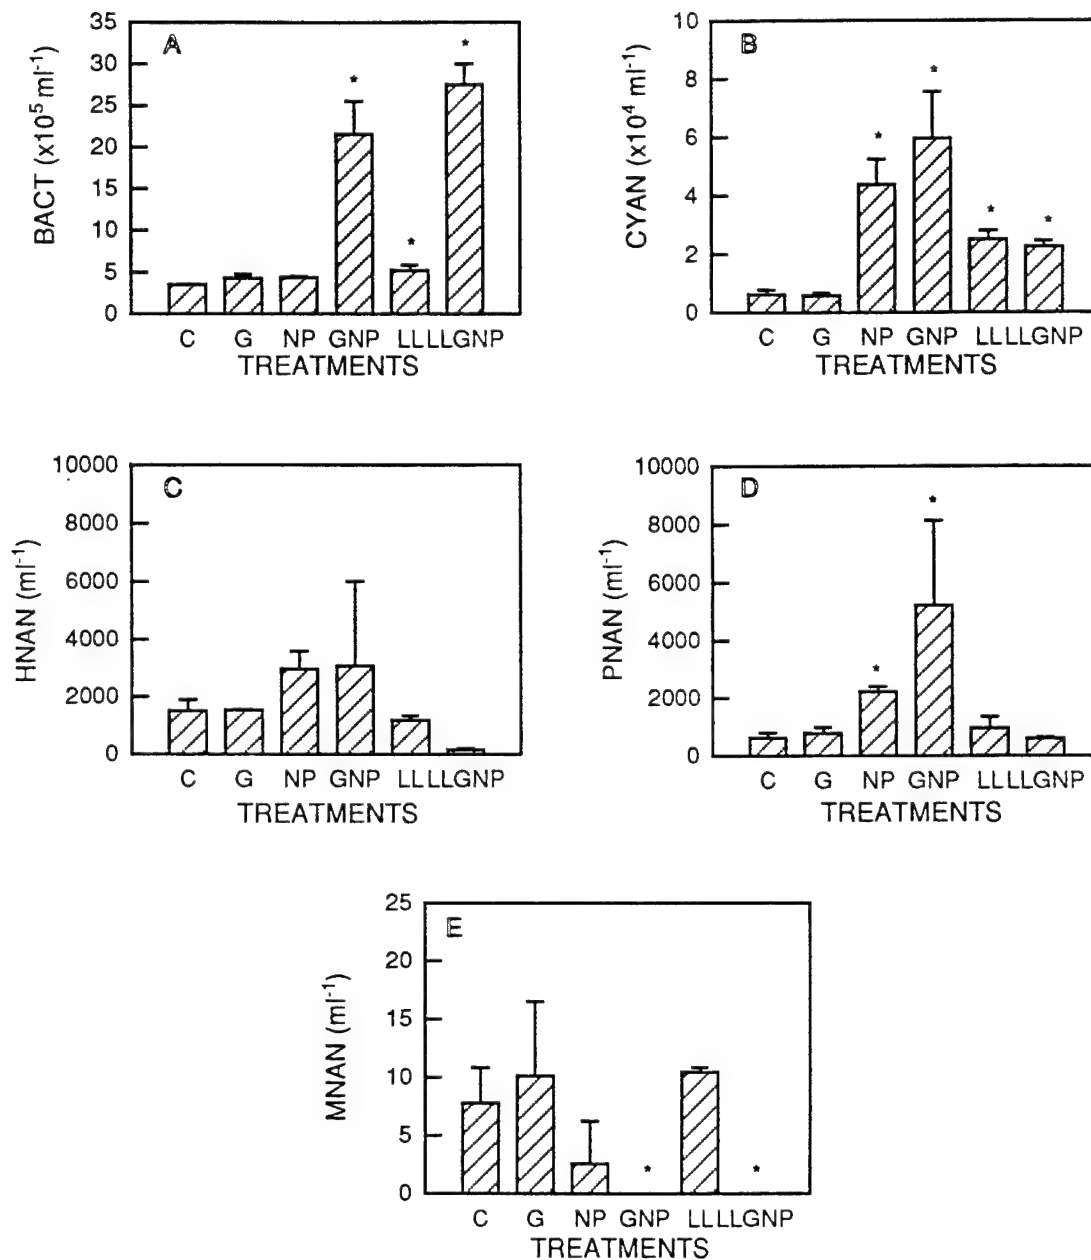 A
BACT (x10⁵ ml⁻¹)
35
30
25
20
15
10
5
0
* * *
C G NP GNP LL LLGNP
TREATMENTS
B
CYAN (x10⁴ ml⁻¹)
10
8
6
4
2
0
* * * *
C G NP GNP LL LLGNP
TREATMENTS
C
HNAN (ml⁻¹)
10000
8000
6000
4000
2000
0
C G NP GNP LL LLGNP
TREATMENTS
D
PNAN (ml⁻¹)
10000
8000
6000
4000
2000
0
* *
C G NP GNP LL LLGNP
TREATMENTS
E
MNAN (ml⁻¹)
25
20
15
10
5
0
* *
C G NP GNP LL LLGNP
TREATMENTS